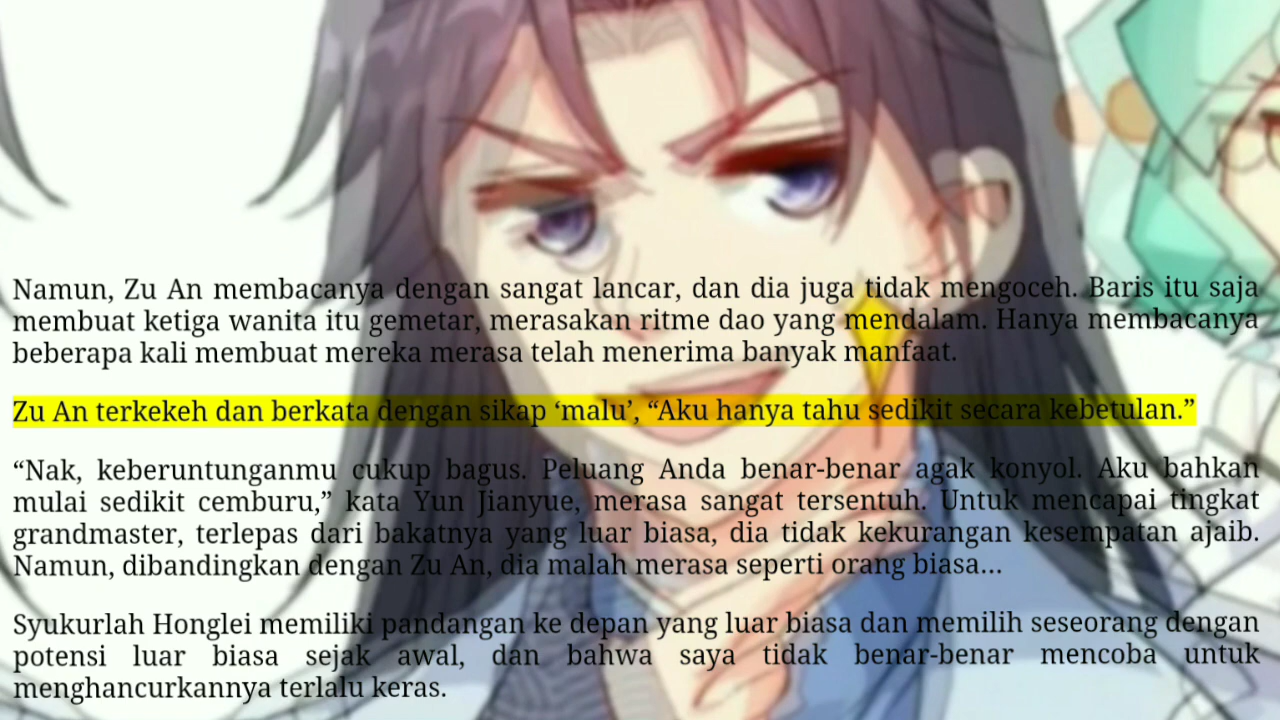 Namun, Zu An membacanya dengan sangat lancar, dan dia juga tidak mengoceh. Baris itu saja
membuat ketiga wanita itu gemetar, merasakan ritme dao yang mendalam. Hanya membacanya
beberapa kali membuat mereka merasa telah menerima banyak manfaat.
Zu An terkekeh dan berkata dengan sikap ‘malu’, “Aku hanya tahu sedikit secara kebetulan.”
“Nak, keberuntunganmu cukup bagus. Peluang Anda benar-benar agak konyol. Aku bahkan
mulai sedikit cemburu,” kata Yun Jianyue, merasa sangat tersentuh. Untuk mencapai tingkat
grandmaster, terlepas dari bakatnya yang luar biasa, dia tidak kekurangan kesempatan ajaib.
Namun, dibandingkan dengan Zu An, dia malah merasa seperti orang biasa...
Syukurlah Honglei memiliki pandangan ke depan yang luar biasa dan memilih seseorang dengan
potensi luar biasa sejak awal, dan bahwa saya tidak benar-benar mencoba untuk
menghancurkannya terlalu keras.